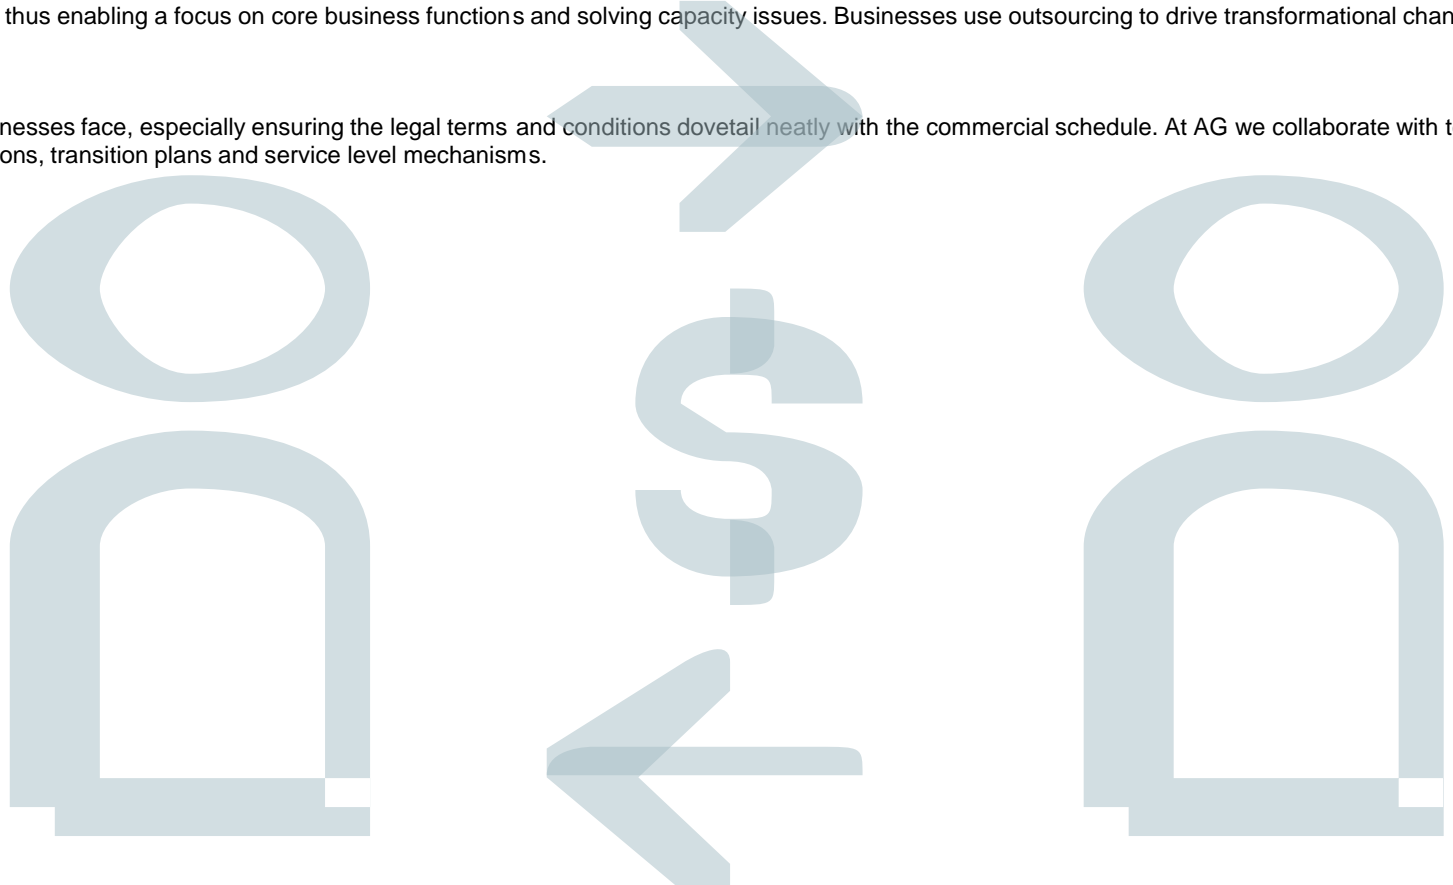 thus enabling a focus on core business functions and solving capacity issues. Businesses use outsourcing to drive transformational chan
nesses face, especially ensuring the legal terms and conditions dovetail neatly with the commercial schedule. At AG we collaborate with t
ons, transition plans and service level mechanisms.
$